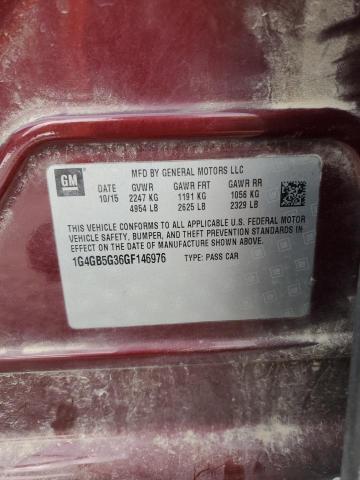 MFD BY GENERAL MOTORS LLC
GM
DATE GVWR GAWR FRT GAWR RR
10/15 2247 KG 1191 KG 1056 KG
4954 LB 2625 LB 2329 LB
THIS VEHICLE CONFORMS TO ALL APPLICABLE U.S. FEDERAL MOTOR
VEHICLE SAFETY, BUMPER, AND THEFT PREVENTION STANDARDS IN
EFFECT ON THE DATE OF MANUFACTURE SHOWN ABOVE.
1G4GB5G36GF146976 TYPE: PASS CAR